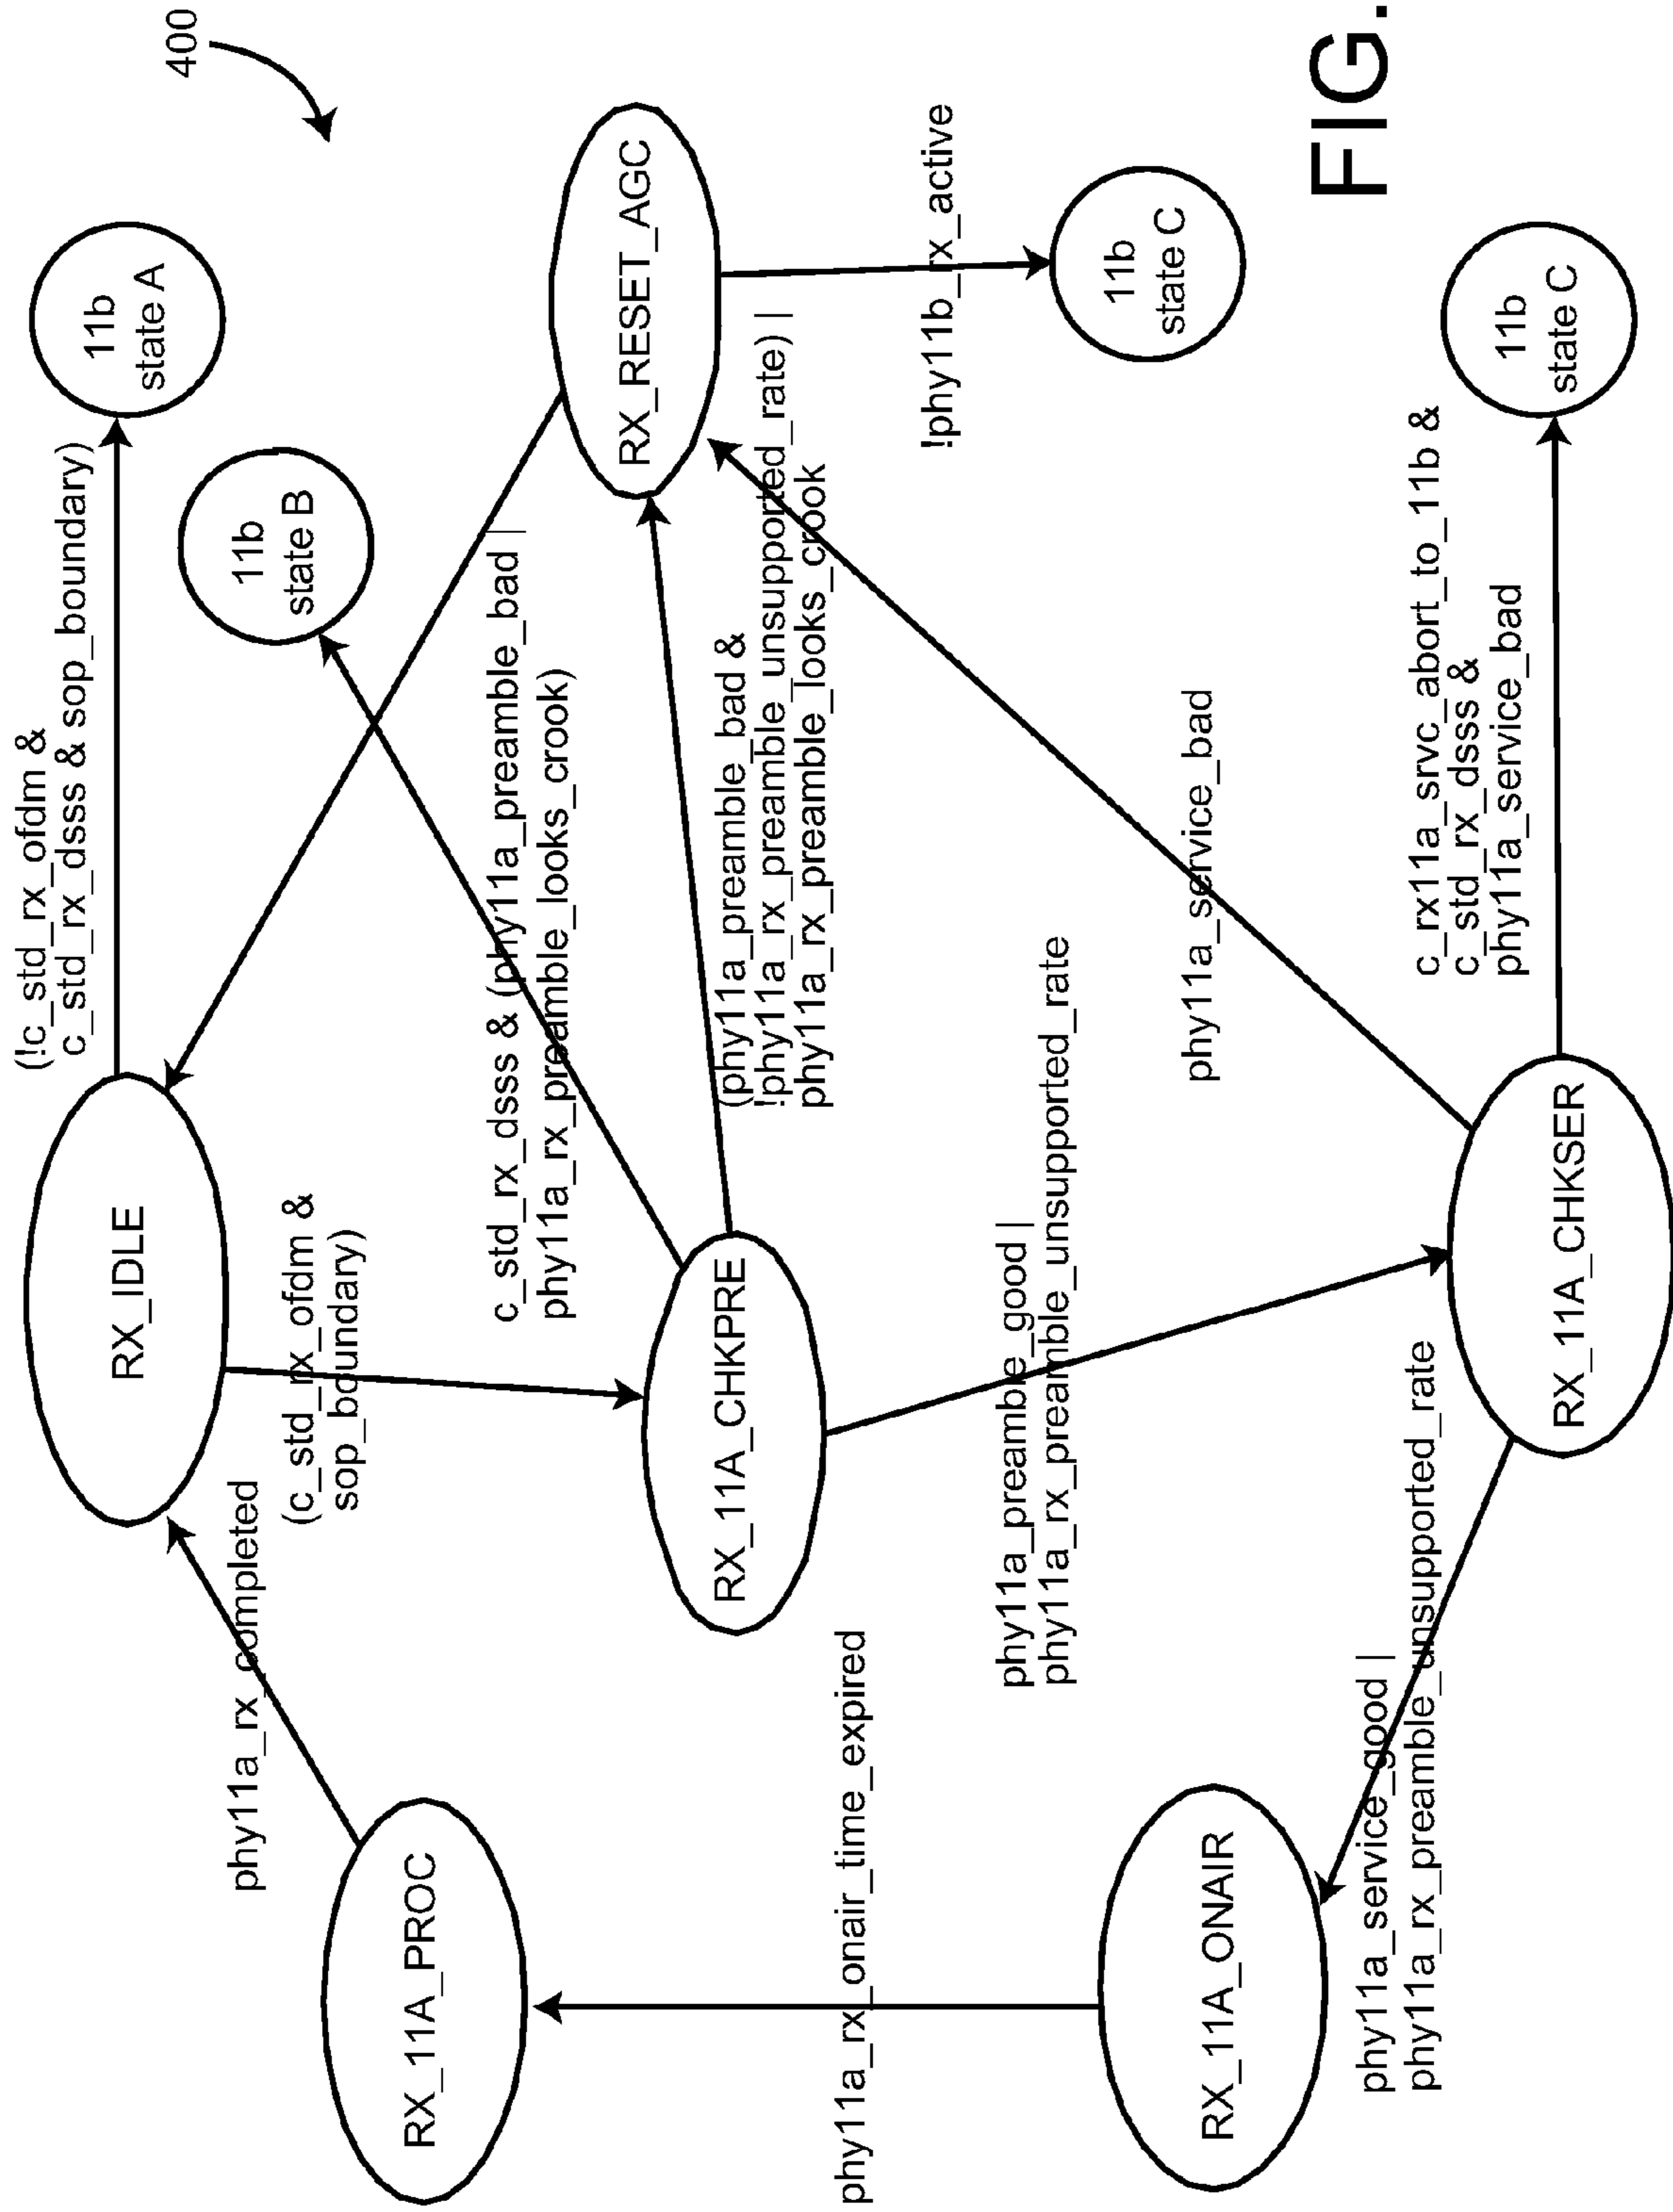 400
(!c_std_rx_ofdm &
c_std_rx_dsss & sop_boundary)
11b
state A
RX_IDLE
phy11a_rx_completed
(c_std_rx_ofdm &
sop_boundary)
11b
state B
RX_11A_PROC
c_std_rx_dsss & (phy11a_preamble_bad |
phy11a_rx_preamble_looks_crook)
RX_RESET_AGC
RX_11A_CHKPRE
(phy11a_preamble_bad &
!phy11a_rx_preamble_unsupported_rate) |
phy11a_rx_preamble_looks_crook
!phy11b_rx_active
phy11a_rx_onair_time_expired
phy11a_preamble_good |
phy11a_rx_preamble_unsupported_rate
11b
state C
phy11a_service_bad
RX_11A_ONAIR
phy11a_service_good |
phy11a_rx_preamble_unsupported_rate
RX_11A_CHKSER
c_rx11a_srvc_abort_to_11b &
c_std_rx_dsss &
phy11a_service_bad
11b
state C
FIG.